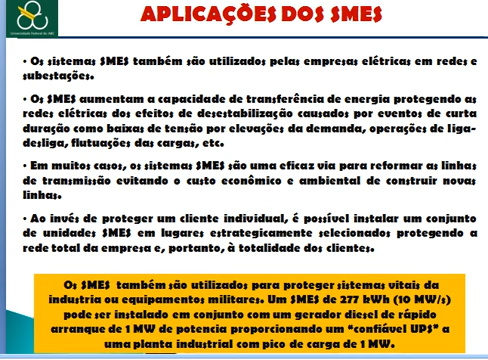 APLICAÇÕES DOS SMES
Universidade Federal do ABC
• Os sistemas SMES também são utilizados pelas empresas elétricas em redes e
subestações.
• Os SMES aumentam a capacidade de transferência de energia protegendo as
redes elétricas dos efeitos de desestabilização causados por eventos de curta
duração como baixas de tensão por elevações da demanda, operações de liga-
desliga, flutuações das cargas, etc.
• Em muitos casos, os sistemas SMES são uma eficaz via para reformar as linhas
de transmissão evitando o custo econômico e ambiental de construir novas
linhas.
• Ao invés de proteger um cliente individual, é possível instalar um conjunto
de unidades SMES em lugares estrategicamente selecionados protegendo a
rede total da empresa e, portanto, à totalidade dos clientes.
Os SMES também são utilizados para proteger sistemas vitais da
industria ou equipamentos militares. Um SMES de 277 kWh (10 MW/s)
pode ser instalado em conjunto com um gerador diesel de rápido
arranque de 1 MW de potencia proporcionando um "confiável UPS" a
uma planta industrial com pico de carga de 1 MW.